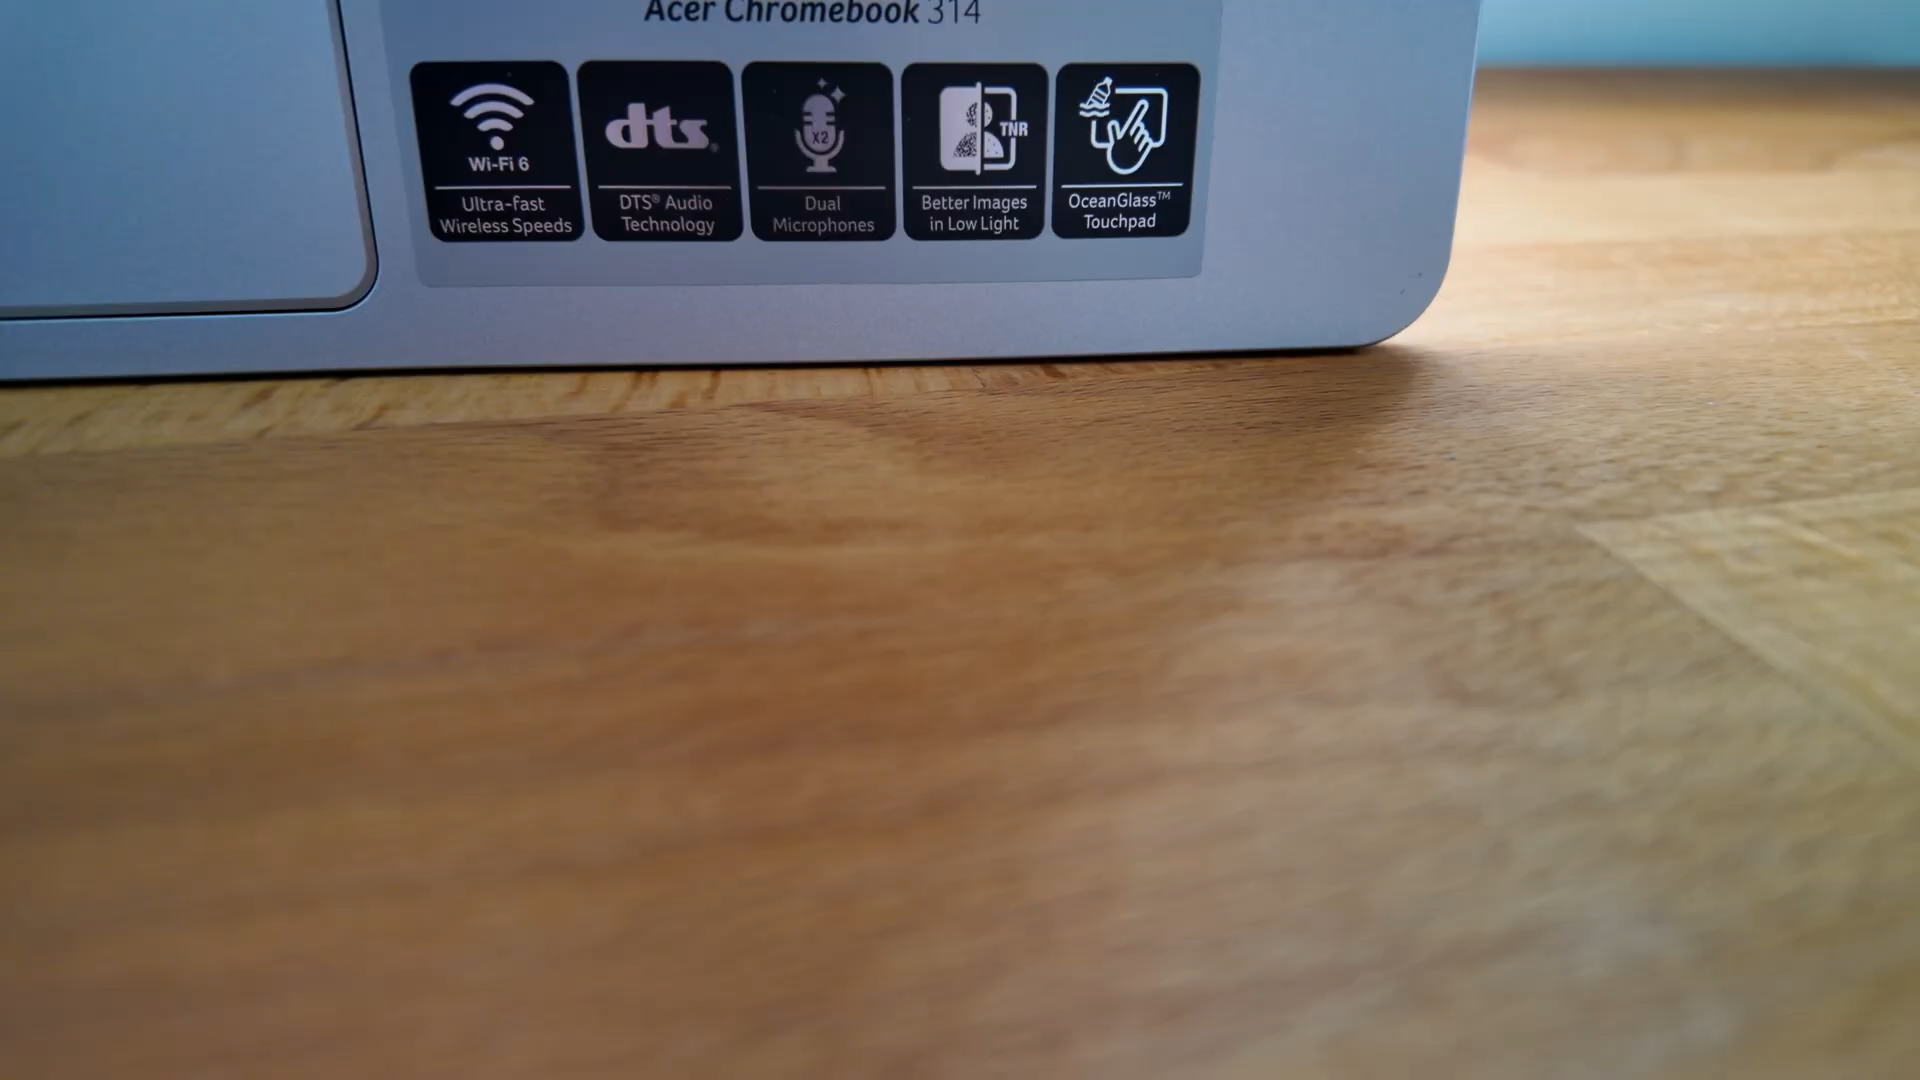 Acer Chromebook 314
Wi-Fi 6
Ultra-fast
Wireless Speeds
dts®
DTS® Audio
Technology
X2
Dual
Microphones
TNR
Better Images
in Low Light
OceanGlass™
Touchpad